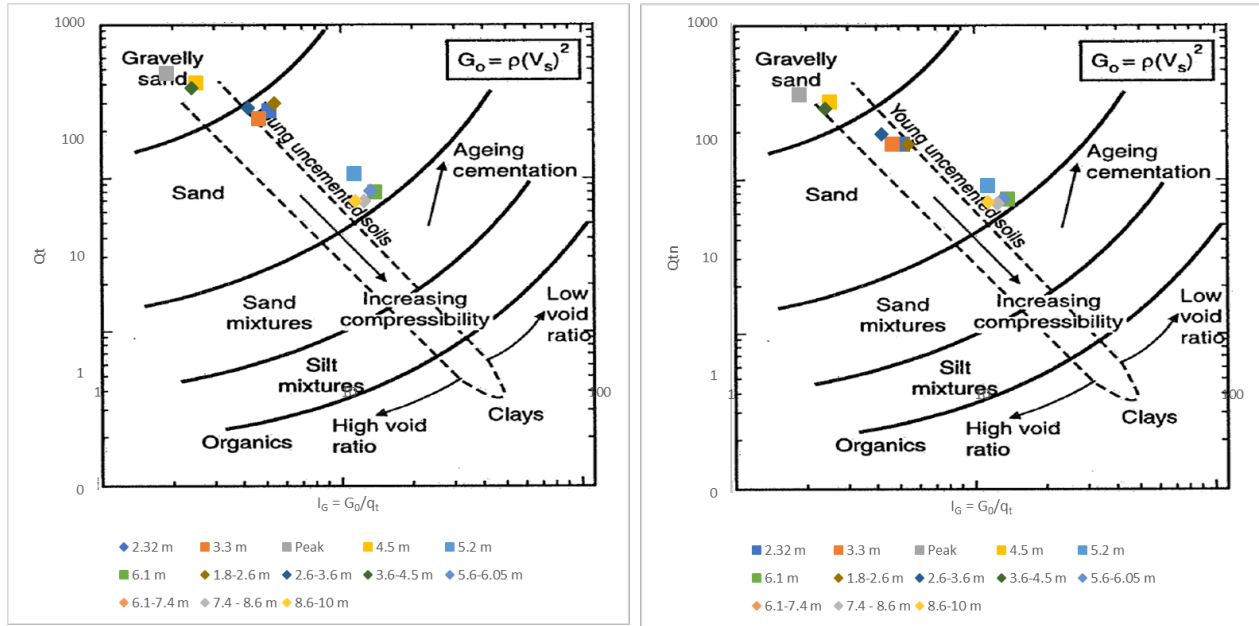 1000
Gravelly
sand
G₀ = ρ(Vₛ)²
Young uncemented soils
100
Ageing
cementation
Sand
Qt
10
Sand
mixtures
Increasing
compressibility
Low
void
ratio
Silt
mixtures
1
1
100
Organics
High void
ratio
Clays
0
I_G = G₀/qₜ
2.32 m
3.3 m
Peak
4.5 m
5.2 m
6.1 m
1.8-2.6 m
2.6-3.6 m
3.6-4.5 m
5.6-6.05 m
6.1-7.4 m
7.4 - 8.6 m
8.6-10 m
1000
Gravelly
sand
G₀ = ρ(Vₛ)²
Young uncemented soils
100
Ageing
cementation
Sand
Qtn
10
Sand
mixtures
Increasing
compressibility
Low
void
ratio
Silt
mixtures
1
1
100
Organics
High void
ratio
Clays
0
I_G = G₀/qₜ
2.32 m
3.3 m
Peak
4.5 m
5.2 m
6.1 m
1.8-2.6 m
2.6-3.6 m
3.6-4.5 m
5.6-6.05 m
6.1-7.4 m
7.4 - 8.6 m
8.6-10 m